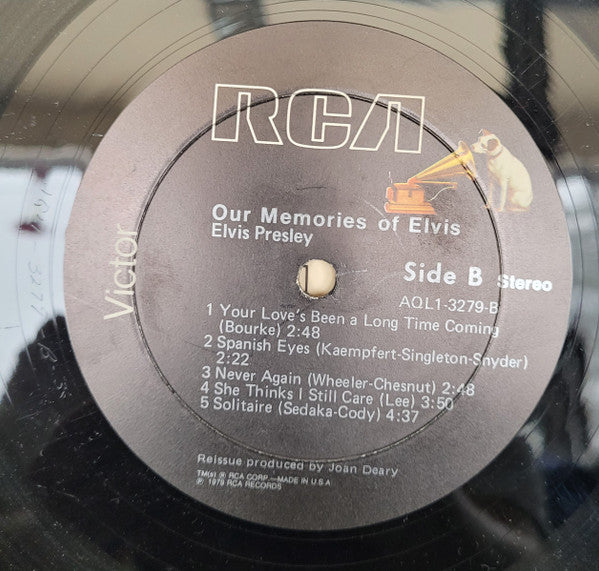 RCA
Victor
Our Memories of Elvis
Elvis Presley
Side B Stereo
AQL1-3279-B
1 Your Love's Been a Long Time Coming
(Bourke) 2:48
2 Spanish Eyes (Kaempfert-Singleton-Snyder)
2:22
3 Never Again (Wheeler-Chesnut) 2:48
4 She Thinks I Still Care (Lee) 3:50
5 Solitaire (Sedaka-Cody) 4:37
Reissue produced by Joan Deary
TM(s) ® RCA CORP.—MADE IN U.S.A
℗ 1979 RCA RECORDS